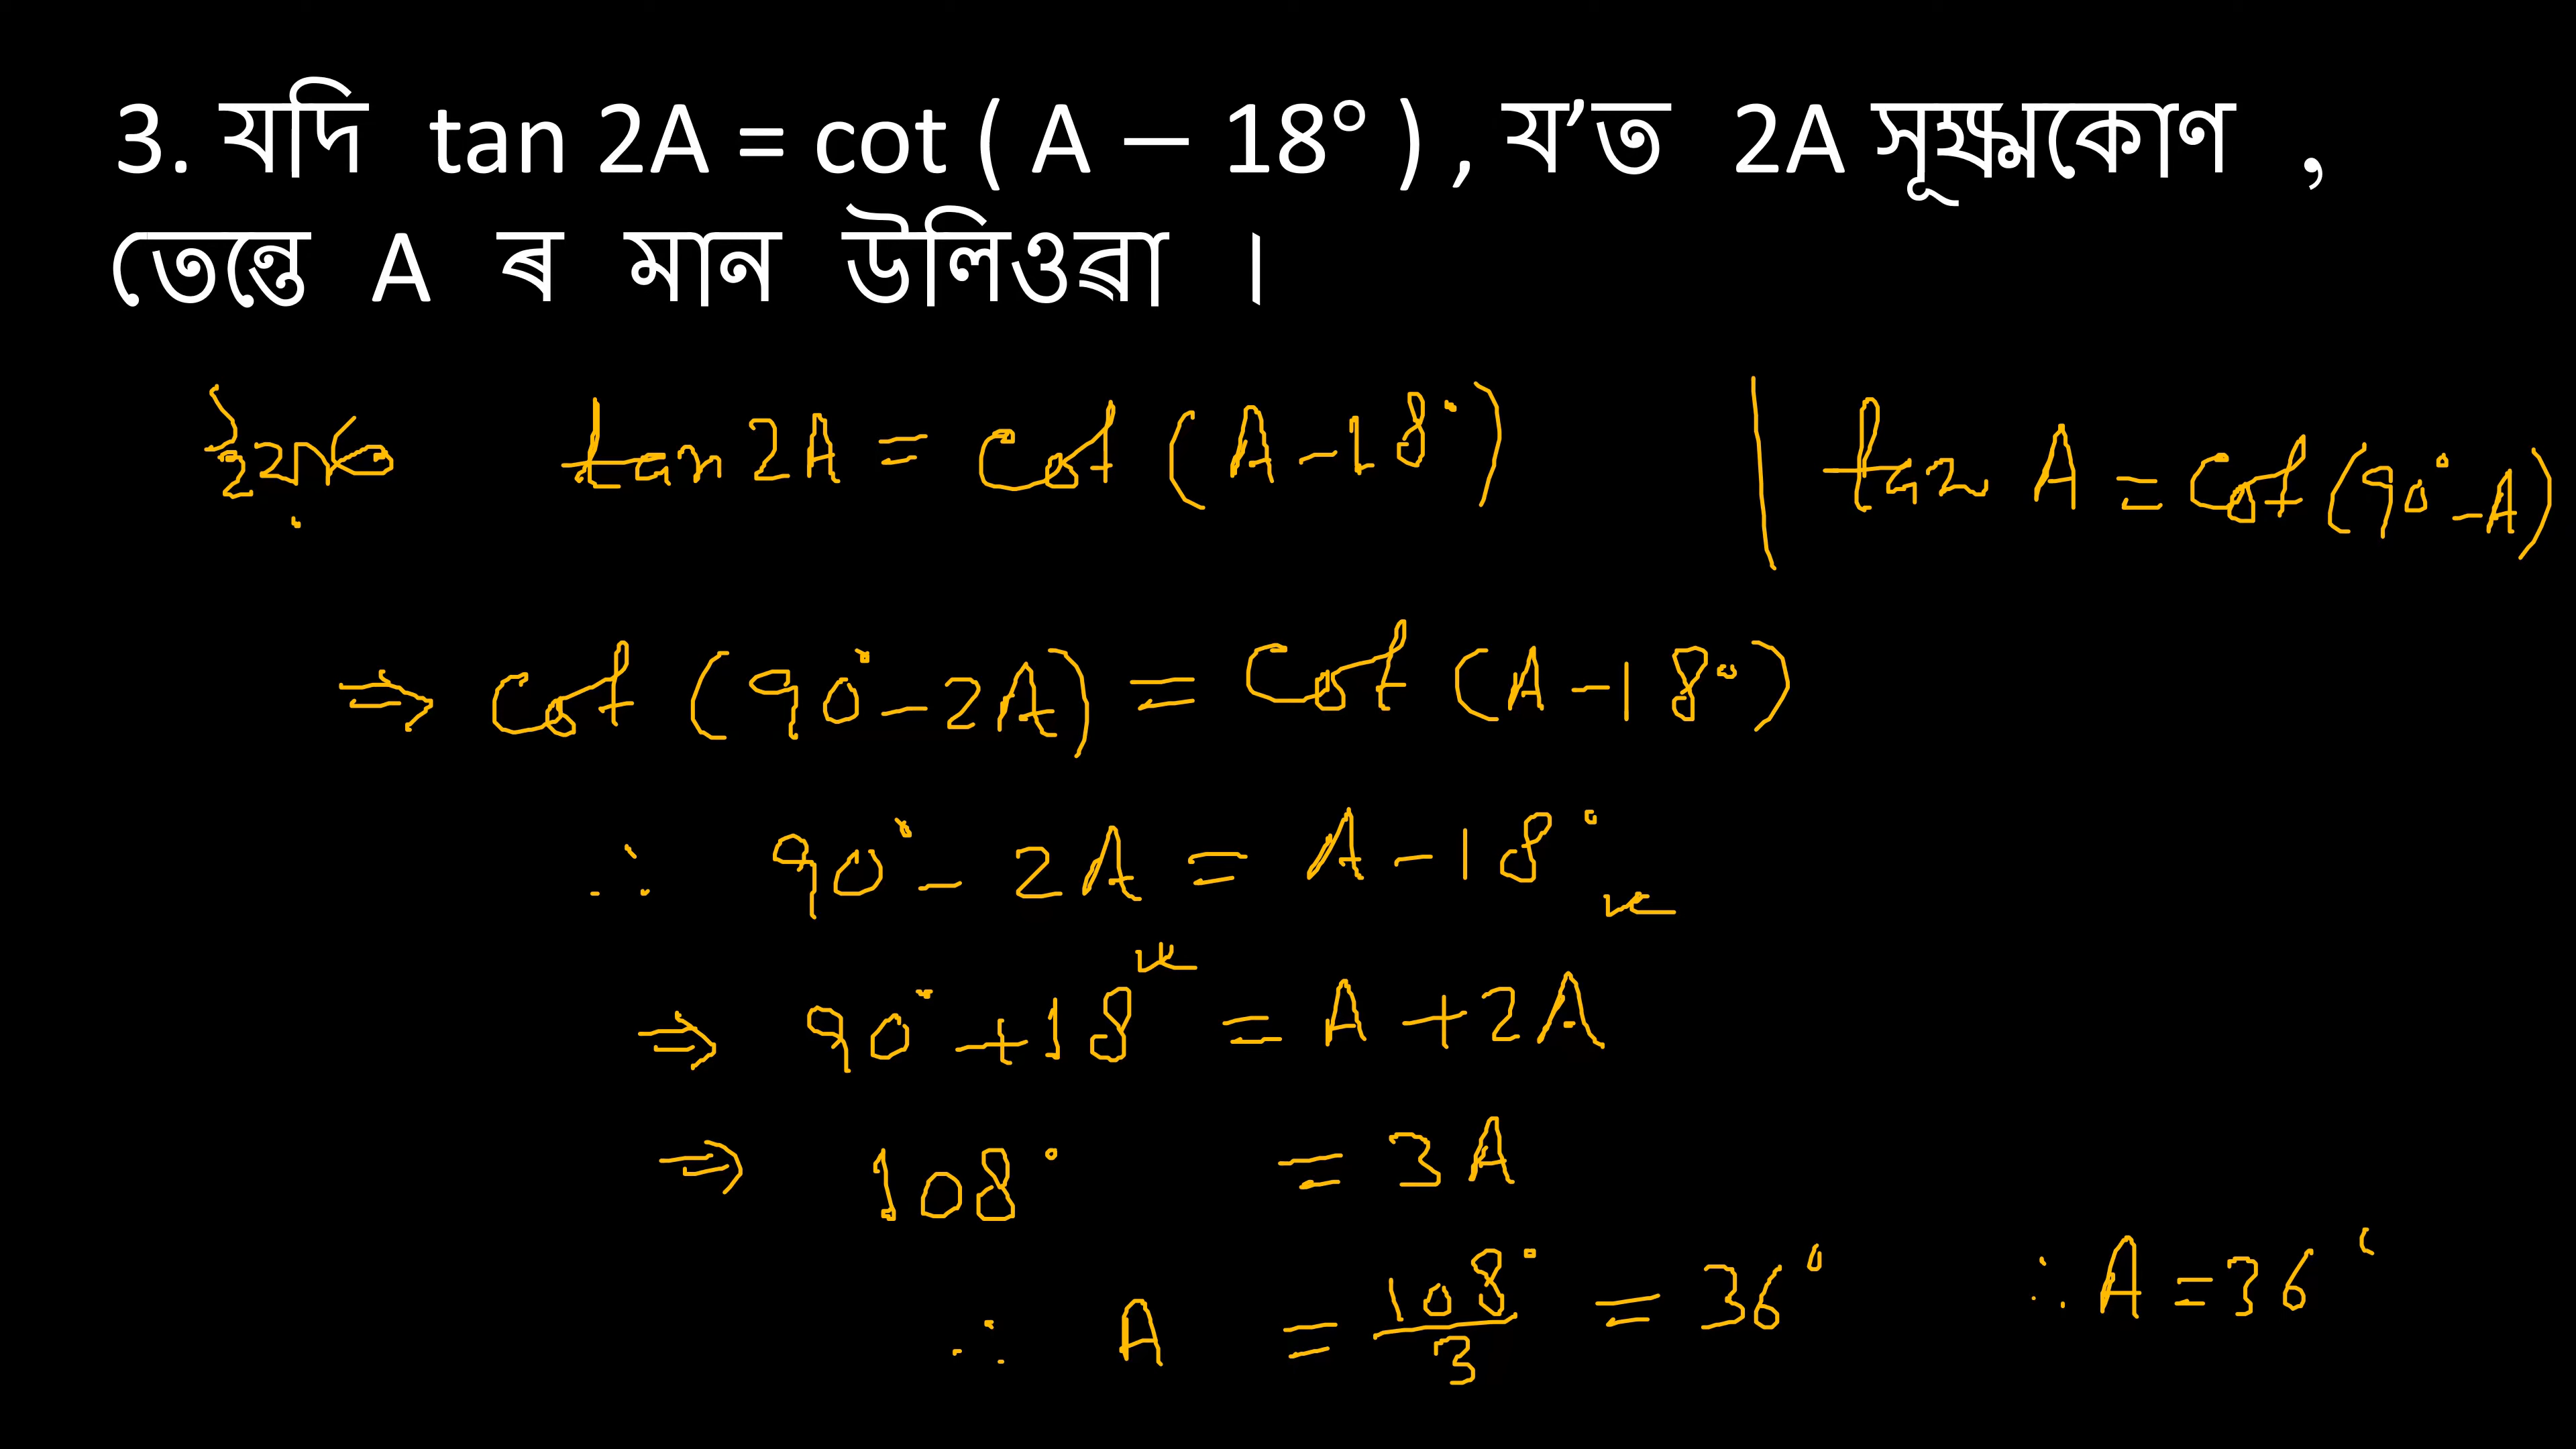 3. যদি tan 2A = cot ( A – 18° ) , য’ত 2A সূক্ষ্মকোণ ,
তেন্তে A ৰ মান উলিওৱা ।
tan 2A = cot (A - 18°) | tan A = cot (90° - A)
⇒ cot (90° - 2A) = cot (A - 18°)
∴ 90° - 2A = A - 18°
⇒ 90° + 18° = A + 2A
⇒ 108° = 3A
∴ A = 108°/3 = 36° ∴ A = 36°